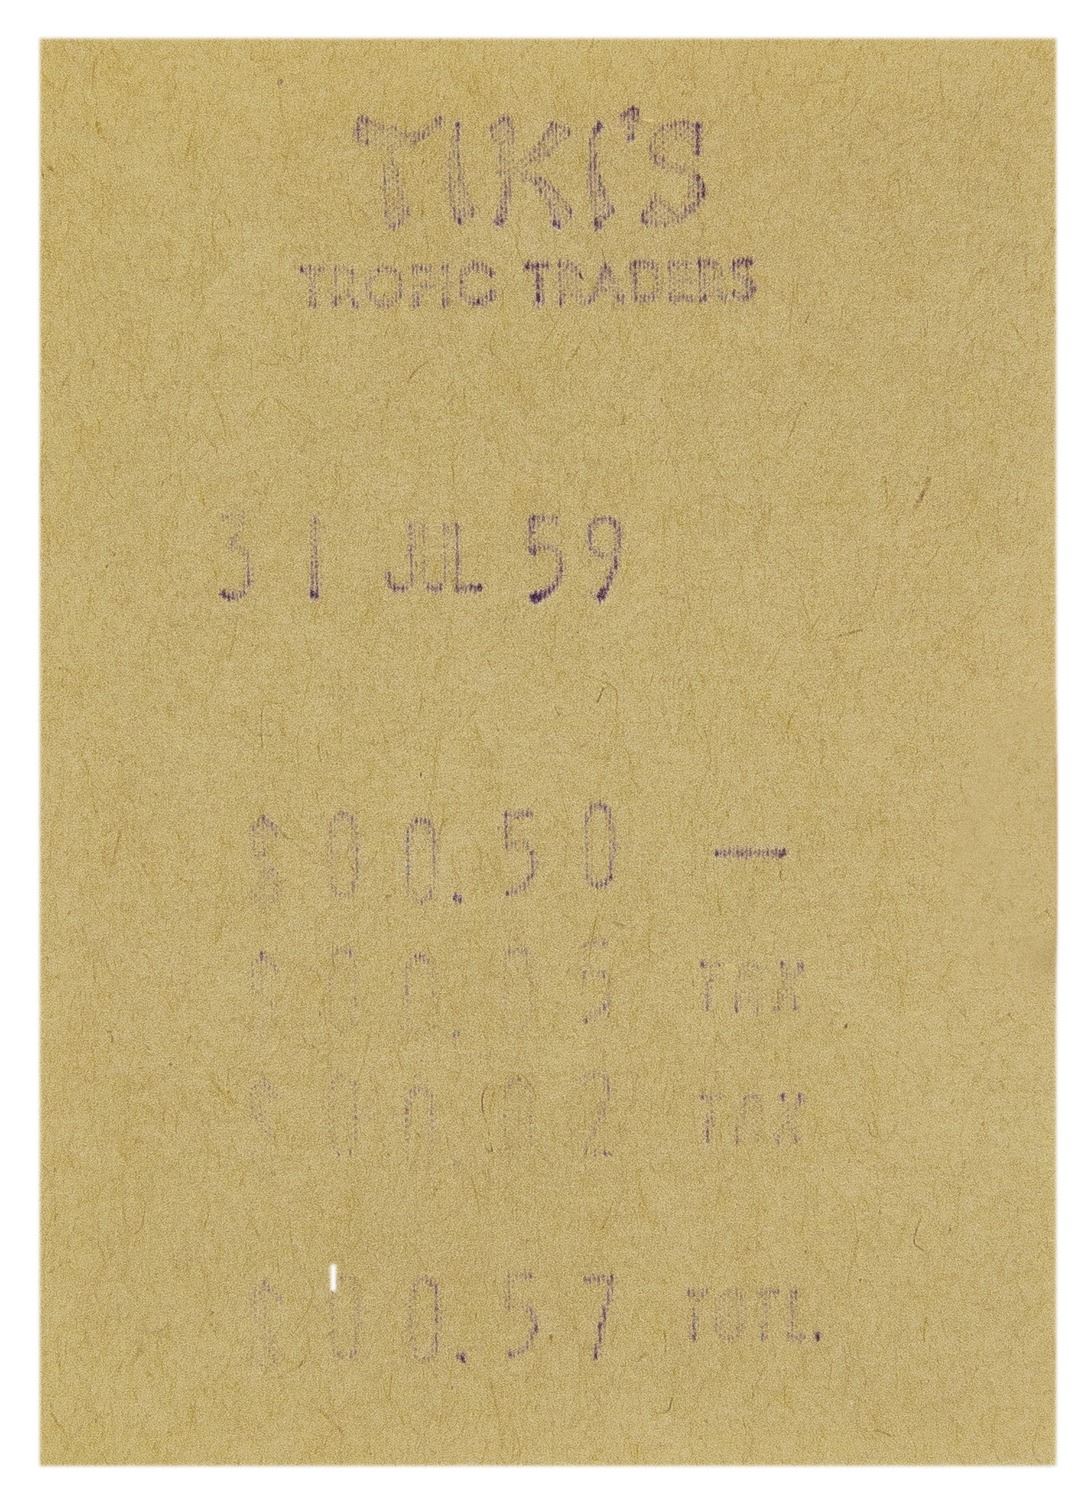 TIKI'S
TROPIC TRADERS
31 JUL 59
$00.50 —
$00.05 TAX
$00.02 TAX
$00.57 TOTL.